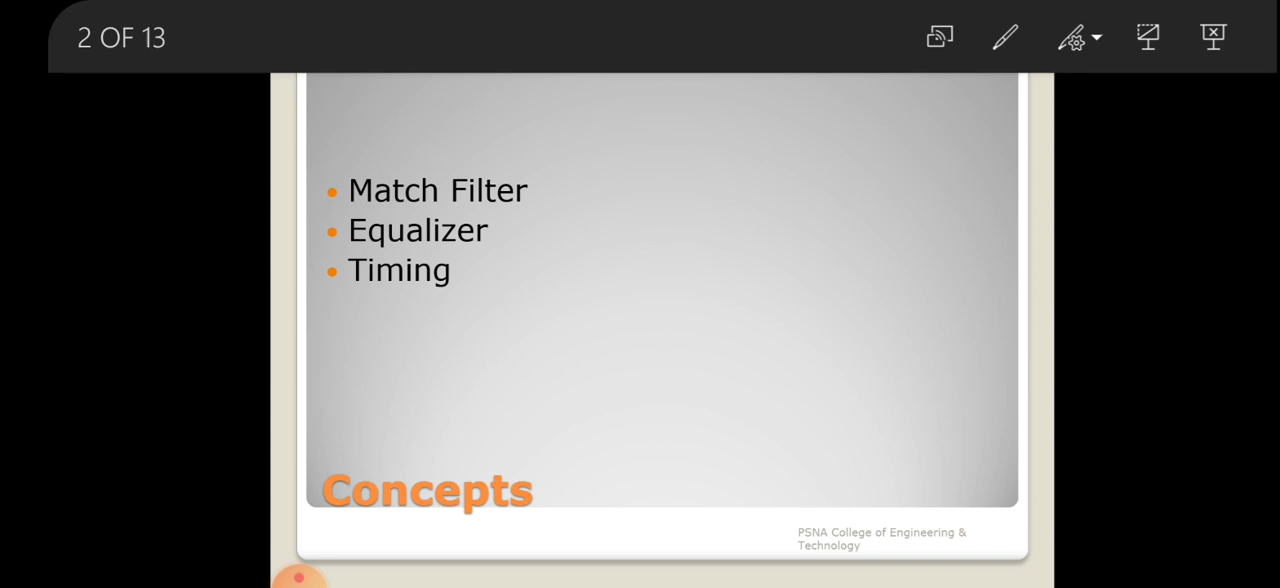 2 OF 13
Match Filter
Equalizer
Timing
Concepts
PSNA College of Engineering &
Technology